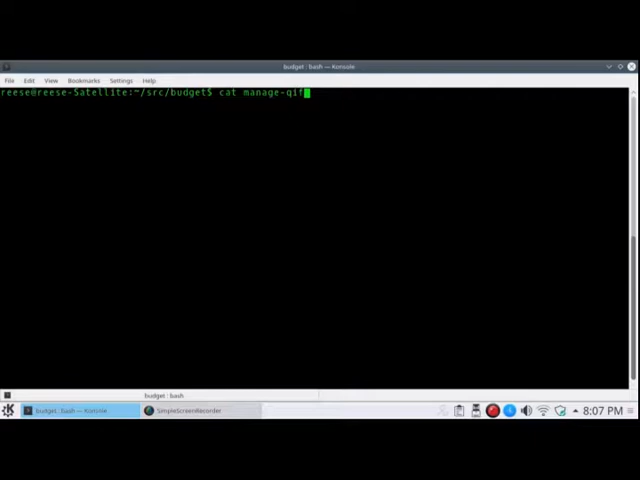 budget : bash — Konsole
File Edit View Bookmarks Settings Help
reese@reese-Satellite:~/src/budget$ cat manage-qif
budget : bash
budget : bash — Konsole SimpleScreenRecorder 8:07 PM